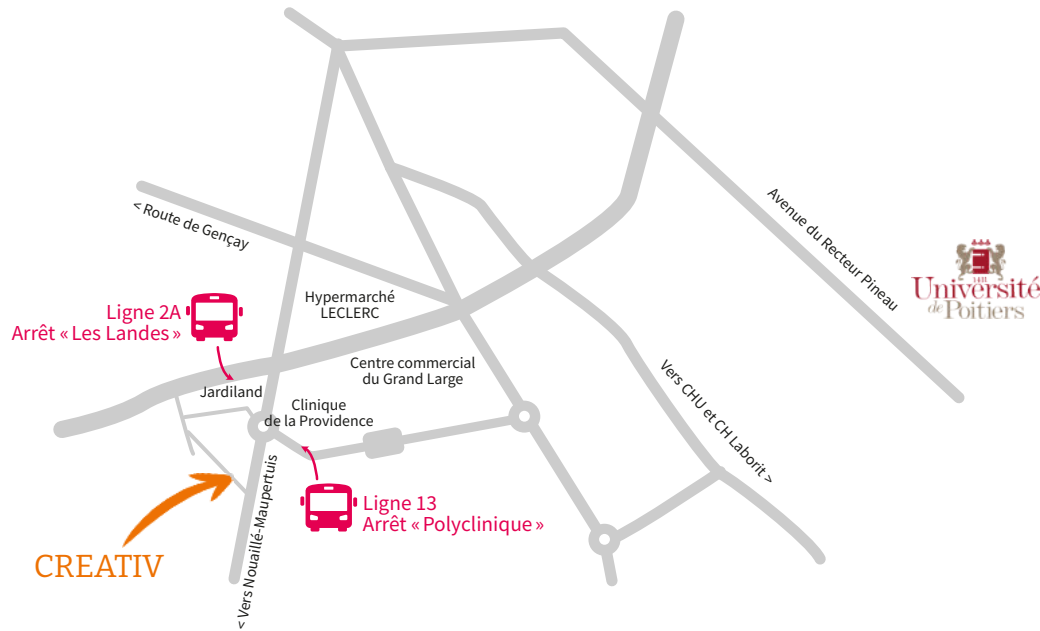 < Route de Gençay
Avenue du Recteur Pineau
1431
Université
de Poitiers
Hypermarché
LECLERC
Ligne 2A
Arrêt « Les Landes »
Centre commercial
du Grand Large
Jardiland
Clinique
de la Providence
Vers CHU et CH Laborit >
Ligne 13
Arrêt « Polyclinique »
CREATIV
< Vers Nouaillé-Maupertuis